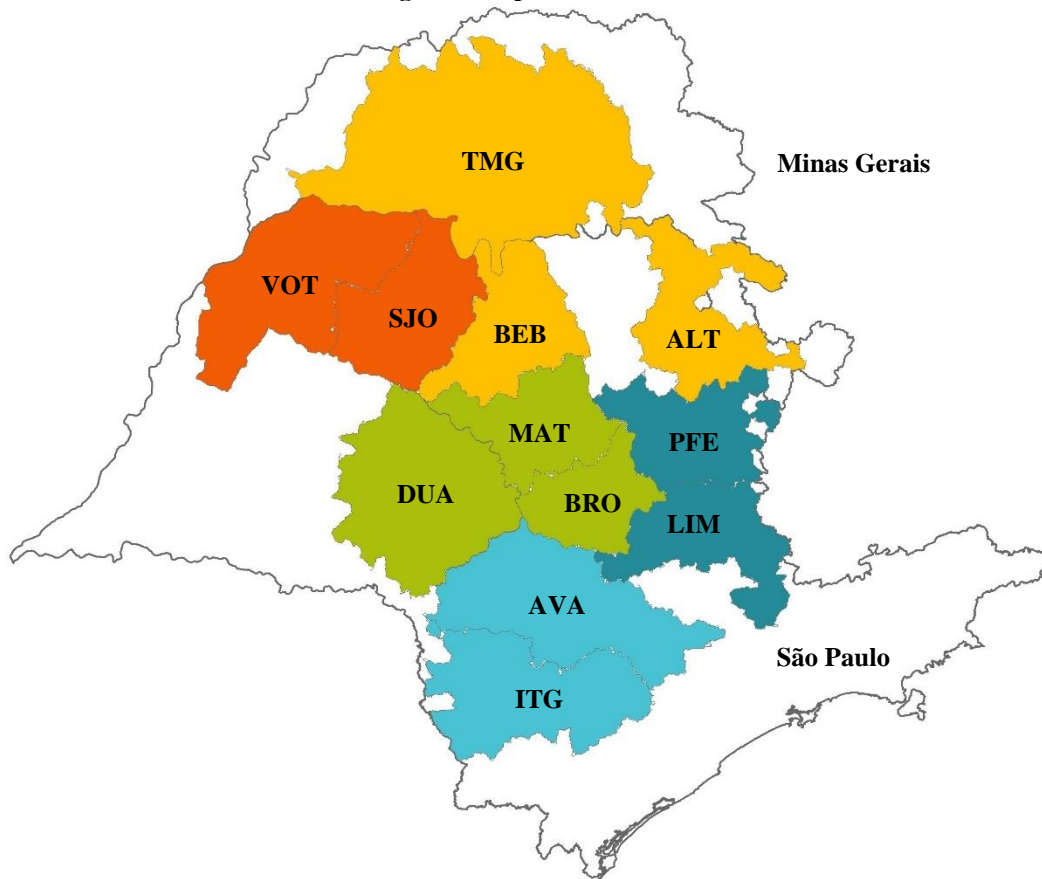 TMG
Minas Gerais
VOT
SJO
BEB
ALT
MAT
PFE
DUA
BRO
LIM
AVA
São Paulo
ITG